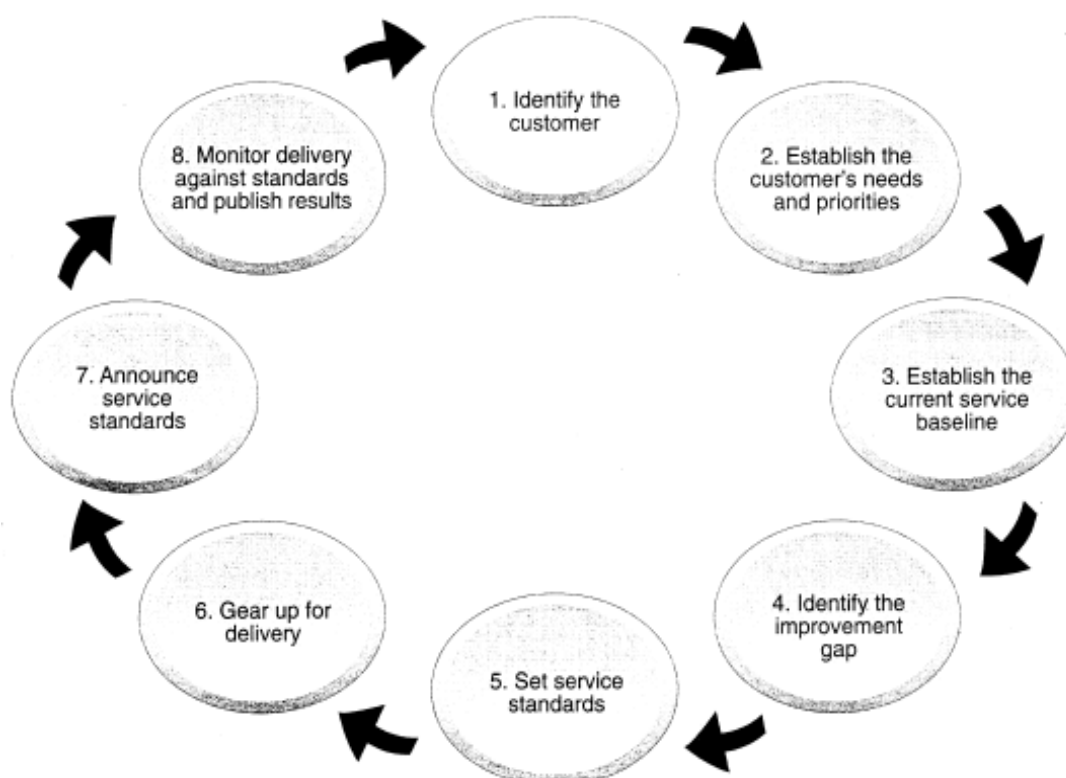 1. Identify the
customer
2. Establish the
customer's needs
and priorities
3. Establish the
current service
baseline
4. Identify the
improvement
gap
5. Set service
standards
6. Gear up for
delivery
7. Announce
service
standards
8. Monitor delivery
against standards
and publish results